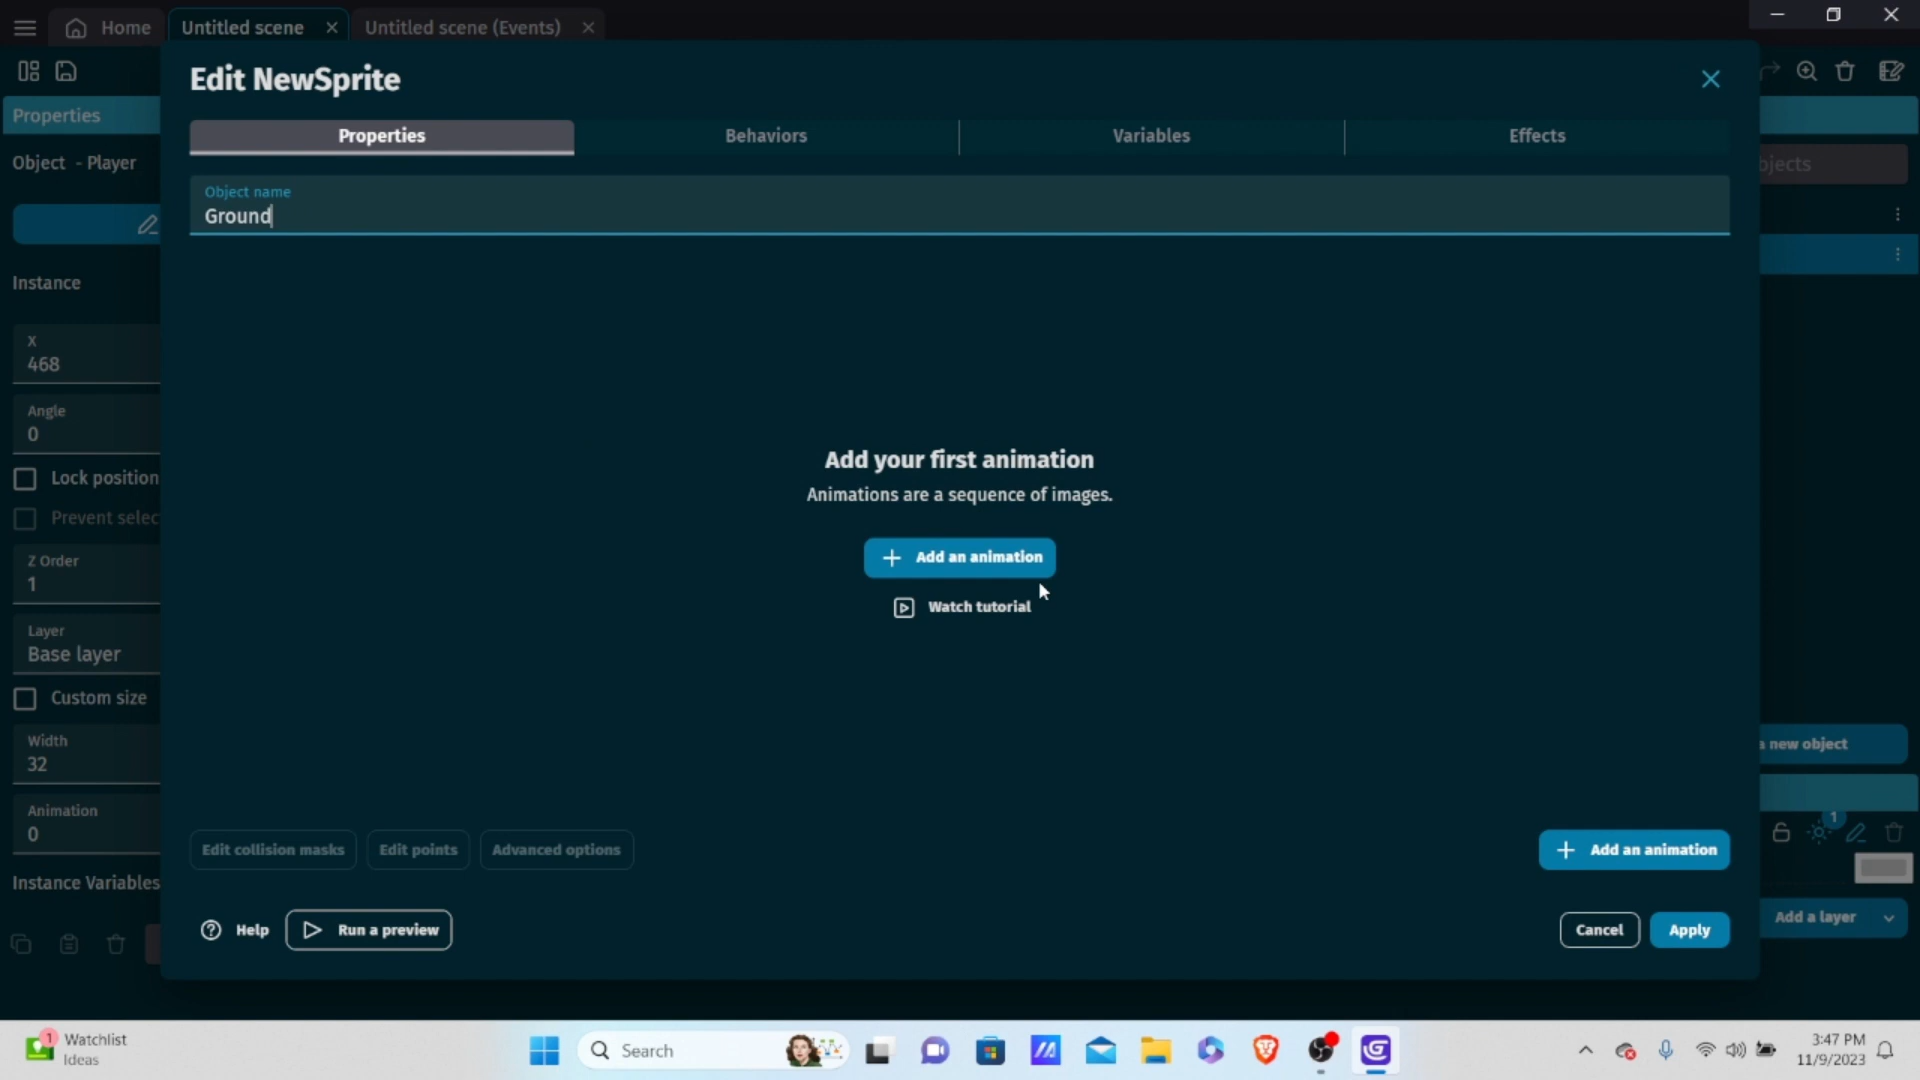 Home
Untitled scene
Untitled scene (Events)
Properties
Object - Player
Instance
X
468
Angle
0
Lock position
Prevent selec
Z Order
1
Layer
Base layer
Custom size
Width
32
Animation
0
Instance Variables
Edit NewSprite
Properties
Behaviors
Variables
Effects
Object name
Ground
Add your first animation
Animations are a sequence of images.
Add an animation
Watch tutorial
Edit collision masks
Edit points
Advanced options
Add an animation
Help
Run a preview
Cancel
Apply
bjects
a new object
1
Add a layer
1
Watchlist
Ideas
Search
3:47 PM
11/9/2023